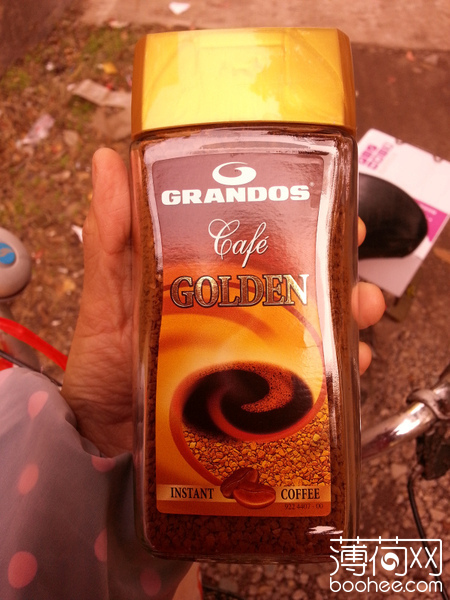 GRANDOS®
Café
GOLDEN
INSTANT COFFEE
薄荷网
boohee.com